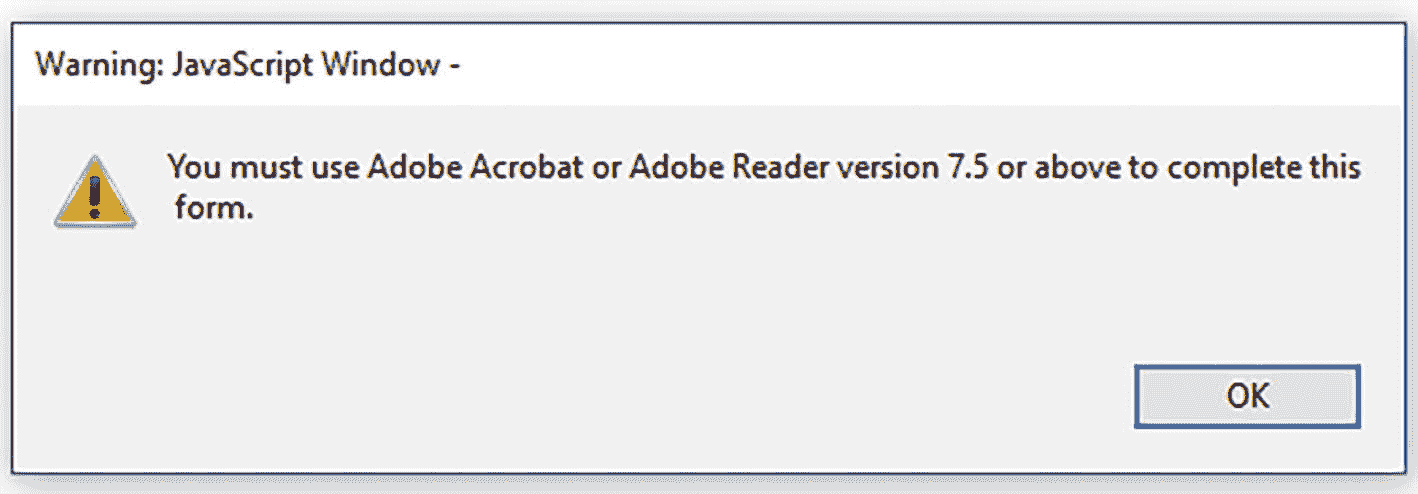 Warning: JavaScript Window -
You must use Adobe Acrobat or Adobe Reader version 7.5 or above to complete this
form.
OK